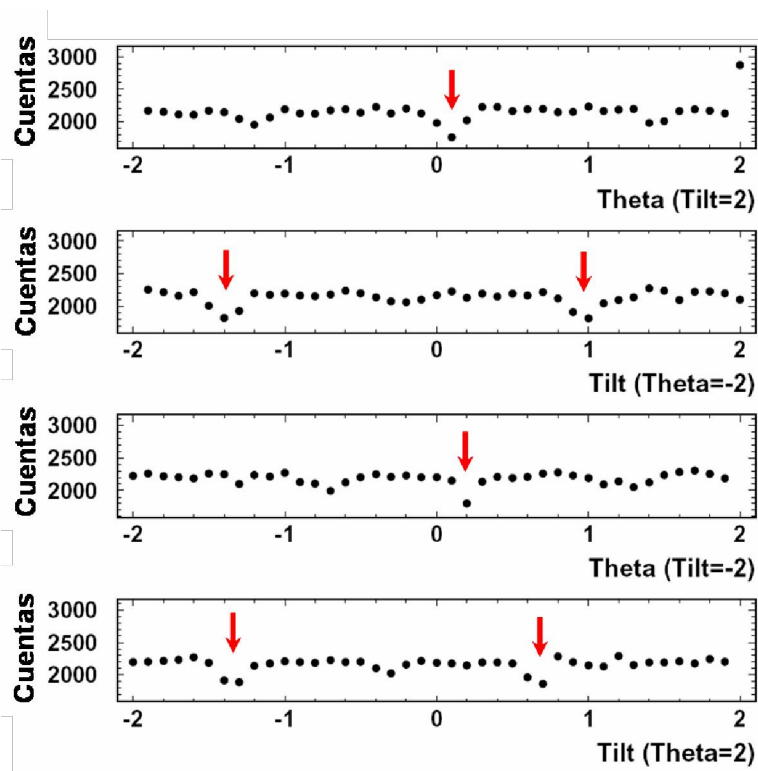 Cuentas
3000
2500
2000
-2 -1 0 1 2
Theta (Tilt=2)
Cuentas
3000
2500
2000
-2 -1 0 1 2
Tilt (Theta=-2)
Cuentas
3000
2500
2000
-2 -1 0 1 2
Theta (Tilt=-2)
Cuentas
3000
2500
2000
-2 -1 0 1 2
Tilt (Theta=2)